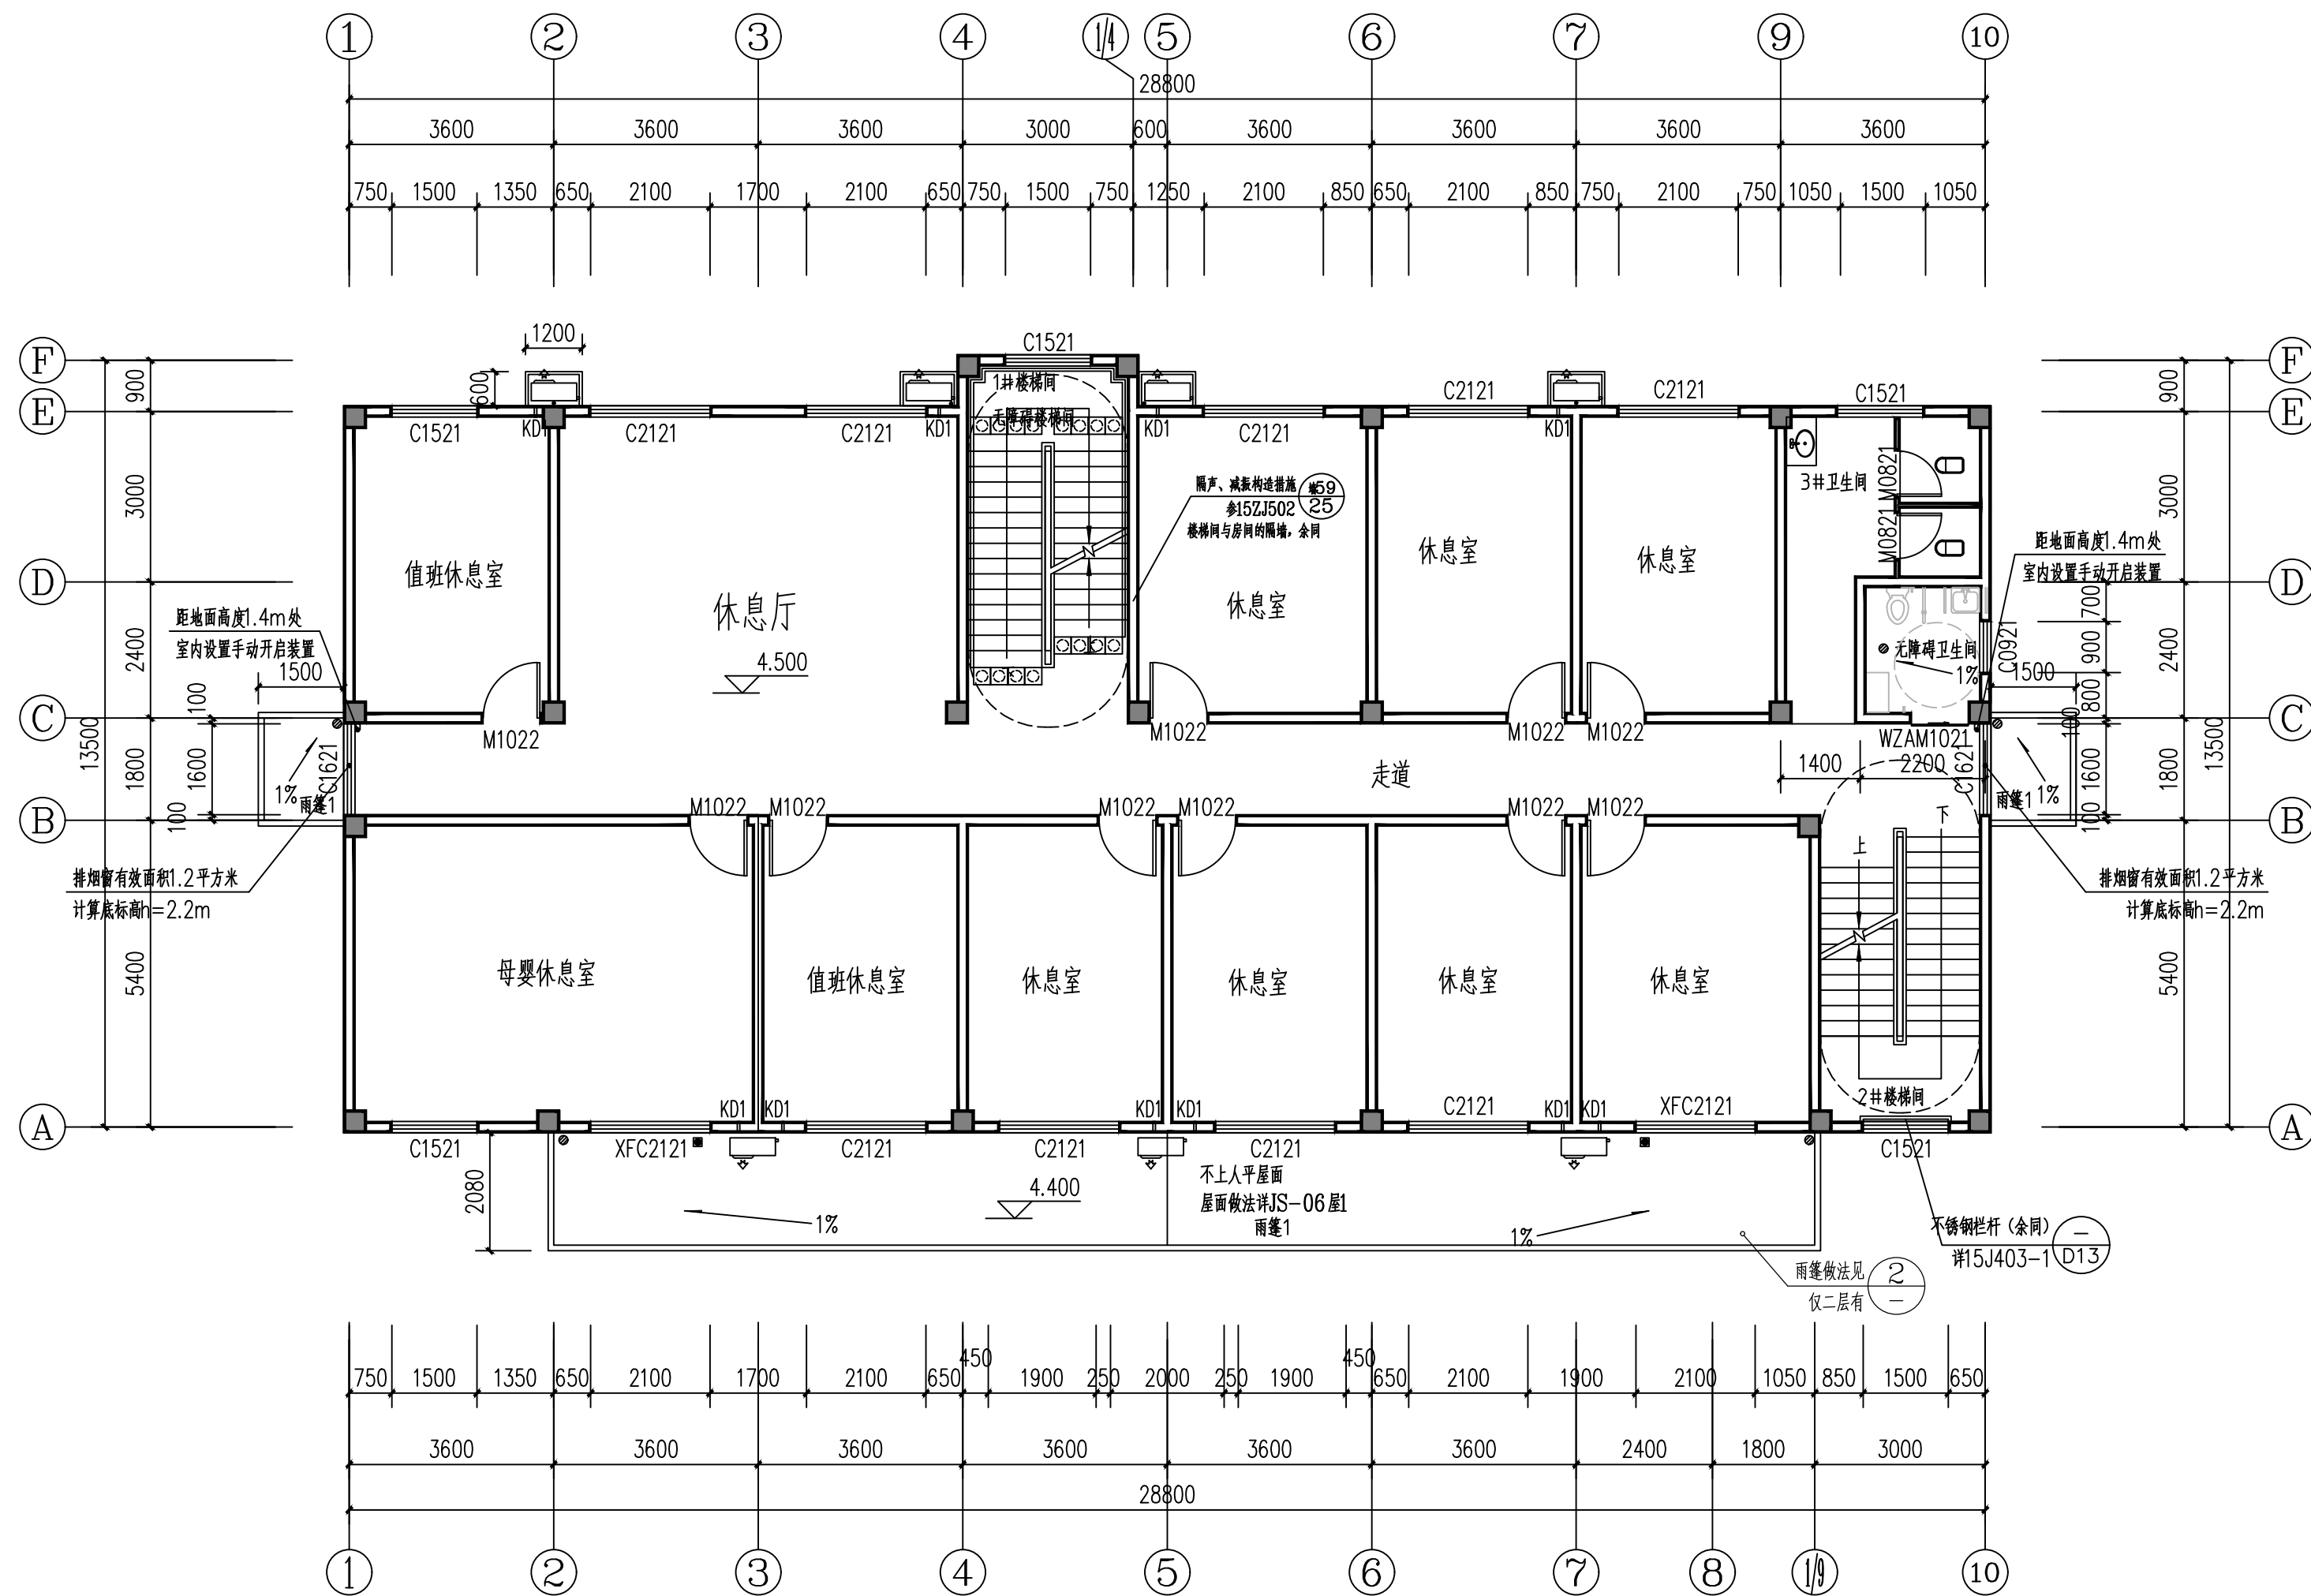 1 2 3 4 1/4 5 6 7 9 10
28800
3600 3600 3600 3000 600 3600 3600 3600 3600
750 1500 1350 650 2100 1700 2100 650 750 1500 750 1250 2100 850 650 2100 850 750 2100 750 1050 1500 1050
F 900 1200 C1521 900 F
600 1#楼梯间
E C1521 KD1 C2121 C2121 KD1 无障碍楼梯间 KD1 C2121 C2121 KD1 C2121 C1521 E
3000 3#卫生间 M0821 M0821 3000
隔声、减振构造措施 59
参15ZJ502 25
楼梯间与房间的隔墙,余同
距地面高度1.4m处
室内设置手动开启装置
值班休息室 休息厅 休息室 休息室 休息室
D D
距地面高度1.4m处
室内设置手动开启装置
无障碍卫生间
1%
C0921
700
900
800
100
2400 2400
1500 4.500 1500
100
C C
M1022 M1022 M1022 M1022 WZAM1021
13500 1800 1600 C1621 走道 1400 2200 C1621 1600 1800 13500
1% 雨篷1 雨篷1 1%
100 100
B M1022 M1022 M1022 M1022 M1022 M1022 下 B
上
排烟窗有效面积1.2平方米
计算底标高h=2.2m
排烟窗有效面积1.2平方米
计算底标高h=2.2m
5400 母婴休息室 值班休息室 休息室 休息室 休息室 休息室 5400
2#楼梯间
KD1 KD1 KD1 KD1 C2121 KD1 KD1 XFC2121
A A
C1521 XFC2121 C2121 C2121 C2121 C1521
2080 4.400 不上人平屋面
屋面做法详JS-06屋1
雨篷1
1% 1%
不锈钢栏杆(余同) —
详15J403-1 D13
雨篷做法见 2
仅二层有 —
750 1500 1350 650 2100 1700 2100 650 450 1900 250 2000 250 1900 450 650 2100 1900 2100 1050 850 1500 650
3600 3600 3600 3600 3600 3600 2400 1800 3000
28800
1 2 3 4 5 6 7 8 1/9 10